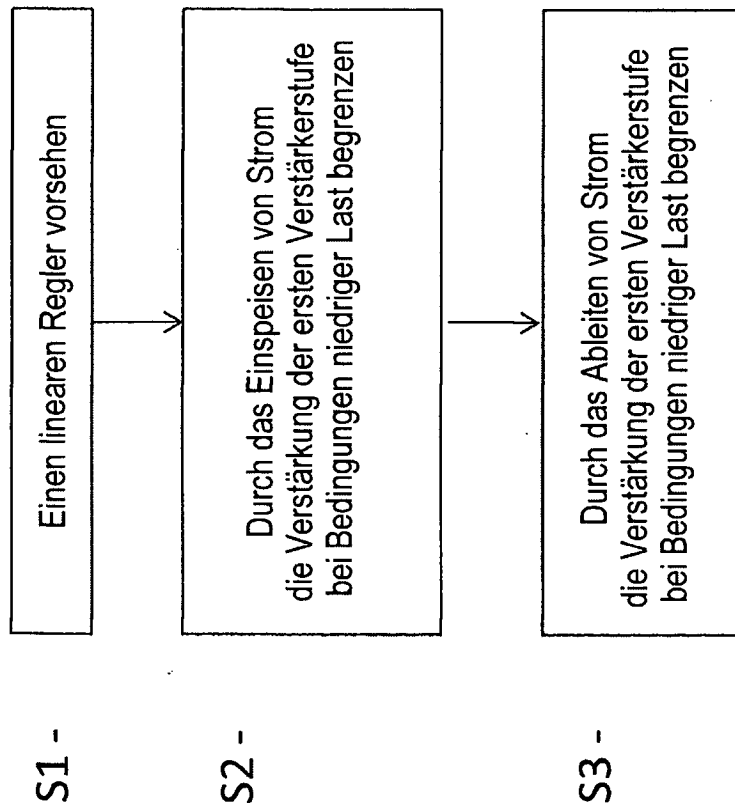 S1 -
Einen linearen Regler vorsehen
S2 -
Durch das Einspeisen von Strom
die Verstärkung der ersten Verstärkerstufe
bei Bedingungen niedriger Last begrenzen
S3 -
Durch das Ableiten von Strom
die Verstärkung der ersten Verstärkerstufe
bei Bedingungen niedriger Last begrenzen